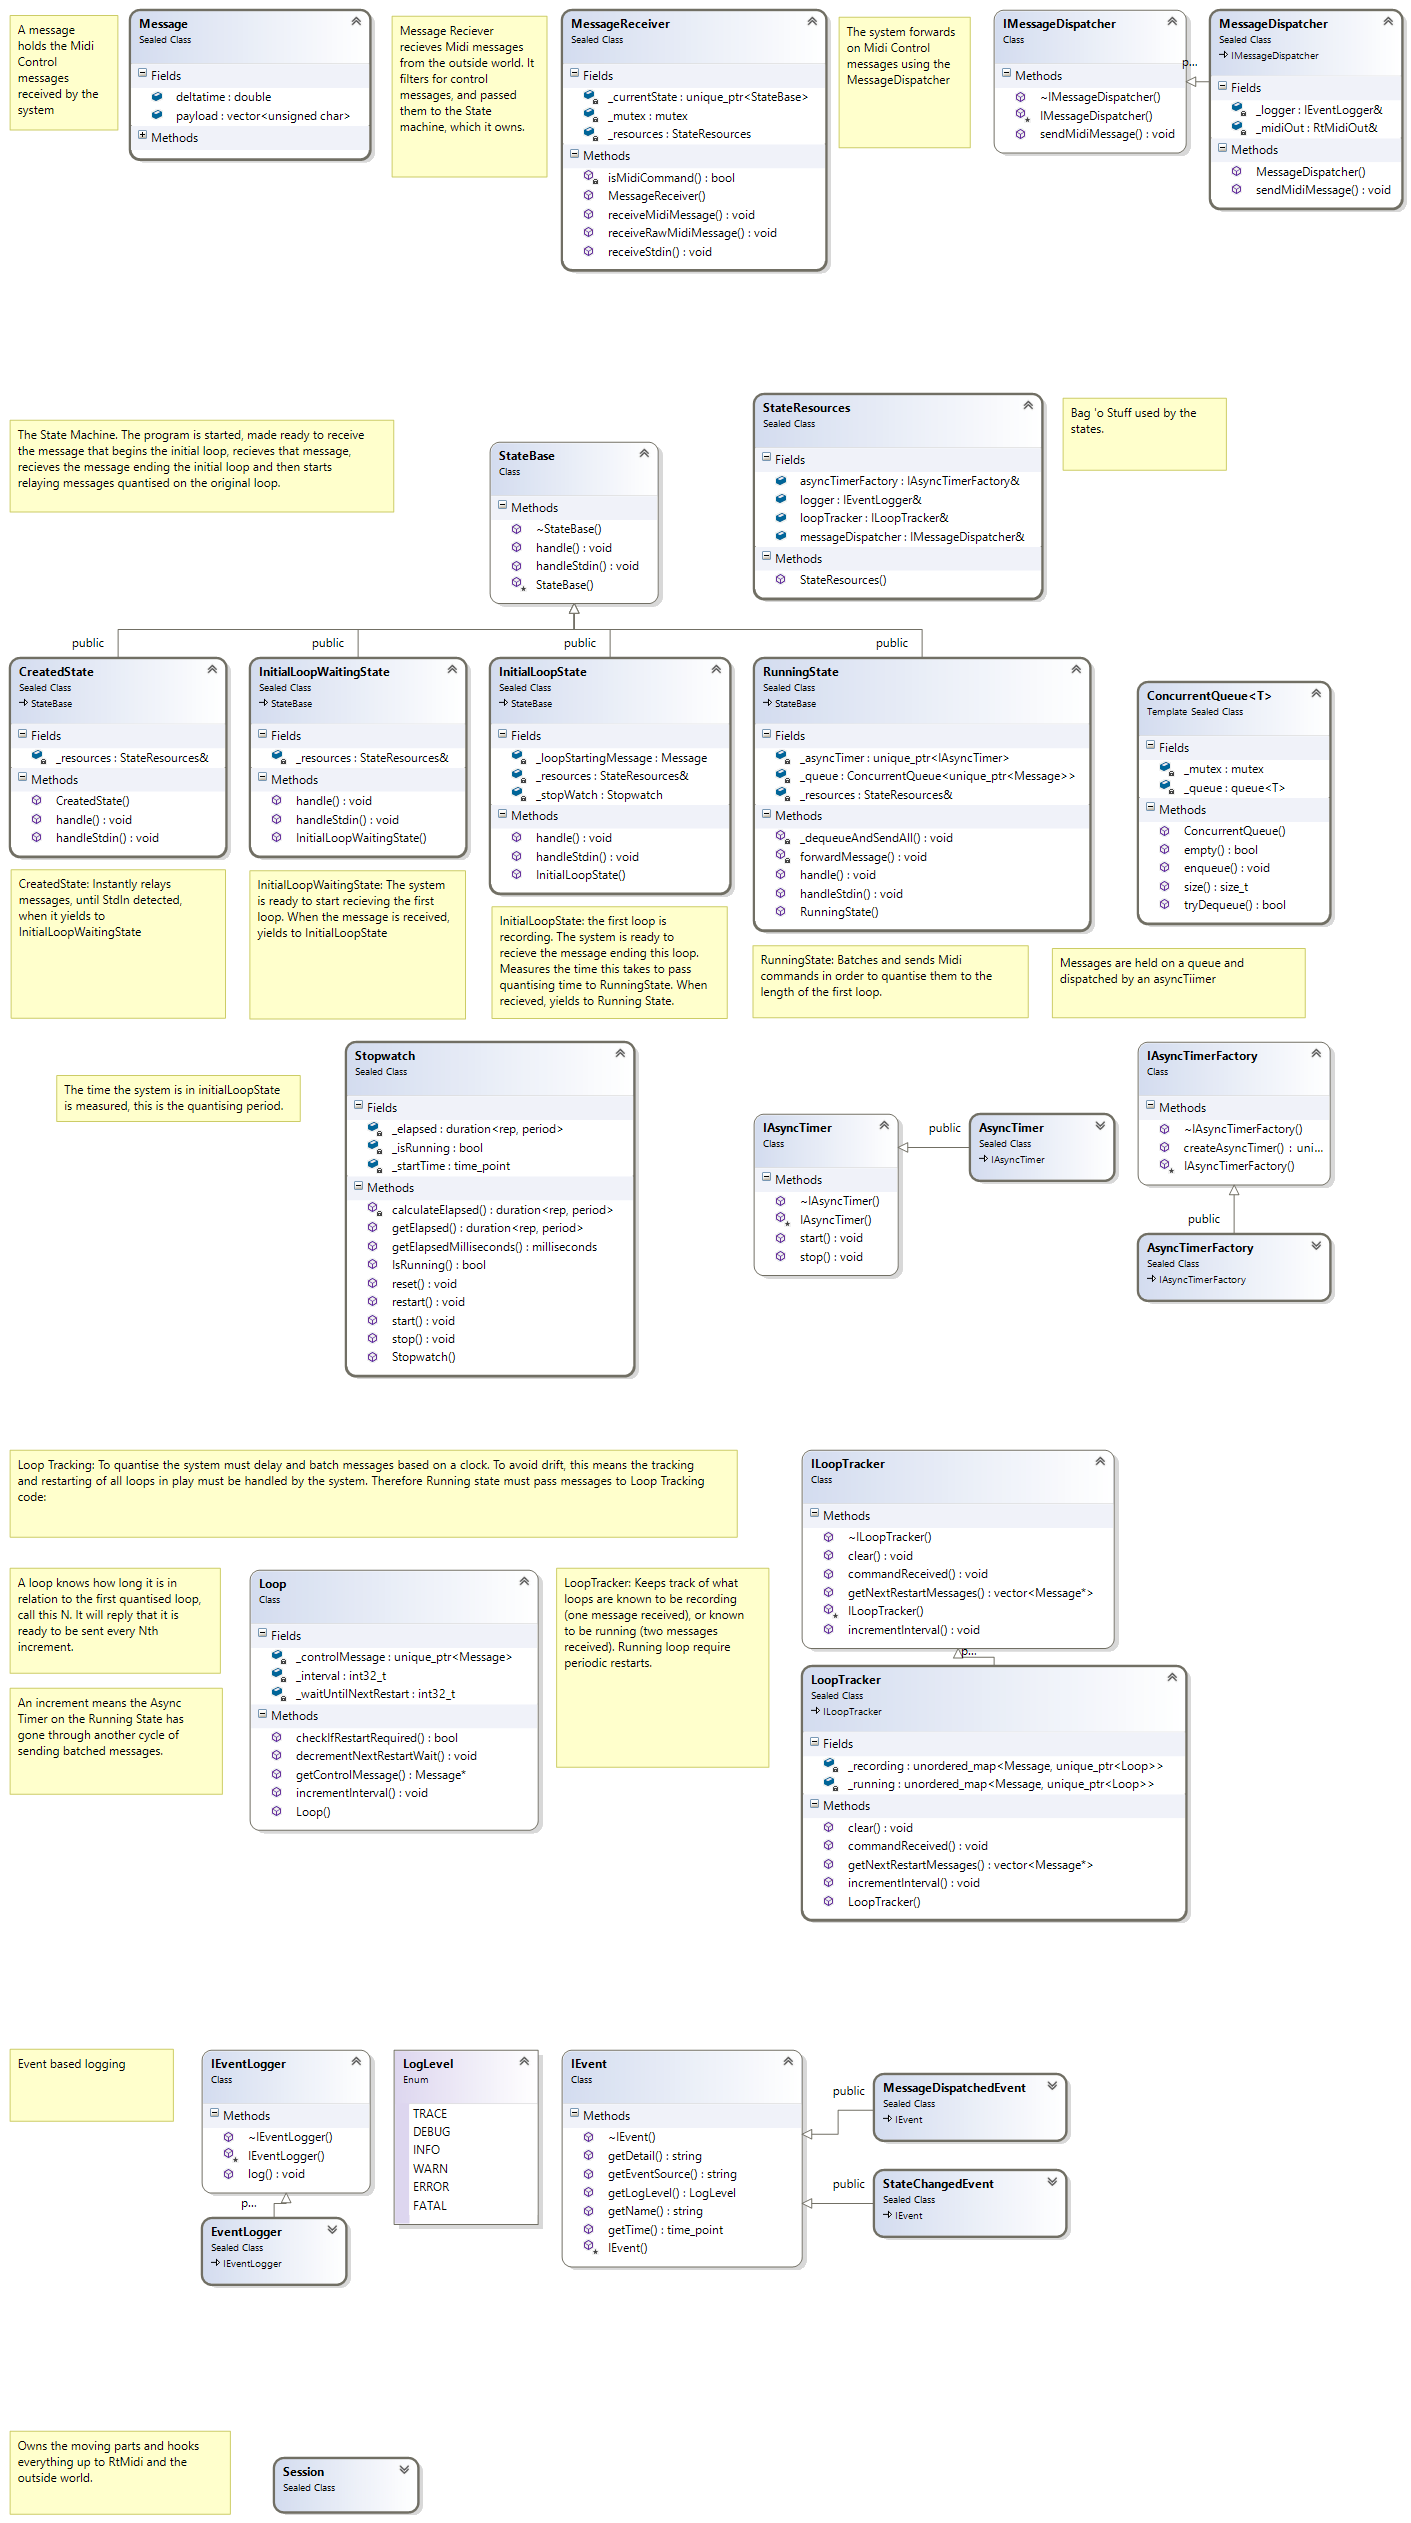 A message
holds the Midi
Control
messages
received by the
system
Message
Sealed Class
Fields
deltatime : double
payload : vector<unsigned char>
Methods
Message Reciever
recieves Midi messages
from the outside world. It
filters for control
messages, and passed
them to the State
machine, which it owns.
MessageReceiver
Sealed Class
Fields
_currentState : unique_ptr<StateBase>
_mutex : mutex
_resources : StateResources
Methods
isMidiCommand() : bool
MessageReceiver()
receiveMidiMessage() : void
receiveRawMidiMessage() : void
receiveStdin() : void
The system forwards
on Midi Control
messages using the
MessageDispatcher
IMessageDispatcher
Class
Methods
~IMessageDispatcher()
IMessageDispatcher()
sendMidiMessage() : void
p...
MessageDispatcher
Sealed Class
IMessageDispatcher
Fields
_logger : IEventLogger&
_midiOut : RtMidiOut&
Methods
MessageDispatcher()
sendMidiMessage() : void
The State Machine. The program is started, made ready to receive
the message that begins the initial loop, recieves that message,
recieves the message ending the initial loop and then starts
relaying messages quantised on the original loop.
StateBase
Class
Methods
~StateBase()
handle() : void
handleStdin() : void
StateBase()
StateResources
Sealed Class
Fields
asyncTimerFactory : IAsyncTimerFactory&
logger : IEventLogger&
loopTracker : ILoopTracker&
messageDispatcher : IMessageDispatcher&
Methods
StateResources()
Bag 'o Stuff used by the
states.
public
public
public
public
CreatedState
Sealed Class
StateBase
Fields
_resources : StateResources&
Methods
CreatedState()
handle() : void
handleStdin() : void
InitialLoopWaitingState
Sealed Class
StateBase
Fields
_resources : StateResources&
Methods
handle() : void
handleStdin() : void
InitialLoopWaitingState()
InitialLoopState
Sealed Class
StateBase
Fields
_loopStartingMessage : Message
_resources : StateResources&
_stopWatch : Stopwatch
Methods
handle() : void
handleStdin() : void
InitialLoopState()
RunningState
Sealed Class
StateBase
Fields
_asyncTimer : unique_ptr<IAsyncTimer>
_queue : ConcurrentQueue<unique_ptr<Message>>
_resources : StateResources&
Methods
_dequeueAndSendAll() : void
forwardMessage() : void
handle() : void
handleStdin() : void
RunningState()
ConcurrentQueue<T>
Template Sealed Class
Fields
_mutex : mutex
_queue : queue<T>
Methods
ConcurrentQueue()
empty() : bool
enqueue() : void
size() : size_t
tryDequeue() : bool
CreatedState: Instantly relays
messages, until StdIn detected,
when it yields to
InitialLoopWaitingState
InitialLoopWaitingState: The system
is ready to start recieving the first
loop. When the message is received,
yields to InitialLoopState
InitialLoopState: the first loop is
recording. The system is ready to
recieve the message ending this loop.
Measures the time this takes to pass
quantising time to RunningState. When
recieved, yields to Running State.
RunningState: Batches and sends Midi
commands in order to quantise them to the
length of the first loop.
Messages are held on a queue and
dispatched by an asyncTiimer
The time the system is in initialLoopState
is measured, this is the quantising period.
Stopwatch
Sealed Class
Fields
_elapsed : duration<rep, period>
_isRunning : bool
_startTime : time_point
Methods
calculateElapsed() : duration<rep, period>
getElapsed() : duration<rep, period>
getElapsedMilliseconds() : milliseconds
IsRunning() : bool
reset() : void
restart() : void
start() : void
stop() : void
Stopwatch()
IAsyncTimer
Class
Methods
~IAsyncTimer()
IAsyncTimer()
start() : void
stop() : void
public
AsyncTimer
Sealed Class
IAsyncTimer
IAsyncTimerFactory
Class
Methods
~IAsyncTimerFactory()
createAsyncTimer() : uni...
IAsyncTimerFactory()
public
AsyncTimerFactory
Sealed Class
IAsyncTimerFactory
Loop Tracking: To quantise the system must delay and batch messages based on a clock. To avoid drift, this means the tracking
and restarting of all loops in play must be handled by the system. Therefore Running state must pass messages to Loop Tracking
code:
A loop knows how long it is in
relation to the first quantised loop,
call this N. It will reply that it is
ready to be sent every Nth
increment.
An increment means the Async
Timer on the Running State has
gone through another cycle of
sending batched messages.
Loop
Class
Fields
_controlMessage : unique_ptr<Message>
_interval : int32_t
_waitUntilNextRestart : int32_t
Methods
checkIfRestartRequired() : bool
decrementNextRestartWait() : void
getControlMessage() : Message*
incrementInterval() : void
Loop()
LoopTracker: Keeps track of what
loops are known to be recording
(one message received), or known
to be running (two messages
received). Running loop require
periodic restarts.
ILoopTracker
Class
Methods
~ILoopTracker()
clear() : void
commandReceived() : void
getNextRestartMessages() : vector<Message*>
ILoopTracker()
incrementInterval() : void
p...
LoopTracker
Sealed Class
ILoopTracker
Fields
_recording : unordered_map<Message, unique_ptr<Loop>>
_running : unordered_map<Message, unique_ptr<Loop>>
Methods
clear() : void
commandReceived() : void
getNextRestartMessages() : vector<Message*>
incrementInterval() : void
LoopTracker()
Event based logging
IEventLogger
Class
Methods
~IEventLogger()
IEventLogger()
log() : void
p...
EventLogger
Sealed Class
IEventLogger
LogLevel
Enum
TRACE
DEBUG
INFO
WARN
ERROR
FATAL
IEvent
Class
Methods
~IEvent()
getDetail() : string
getEventSource() : string
getLogLevel() : LogLevel
getName() : string
getTime() : time_point
IEvent()
public
MessageDispatchedEvent
Sealed Class
IEvent
public
StateChangedEvent
Sealed Class
IEvent
Owns the moving parts and hooks
everything up to RtMidi and the
outside world.
Session
Sealed Class